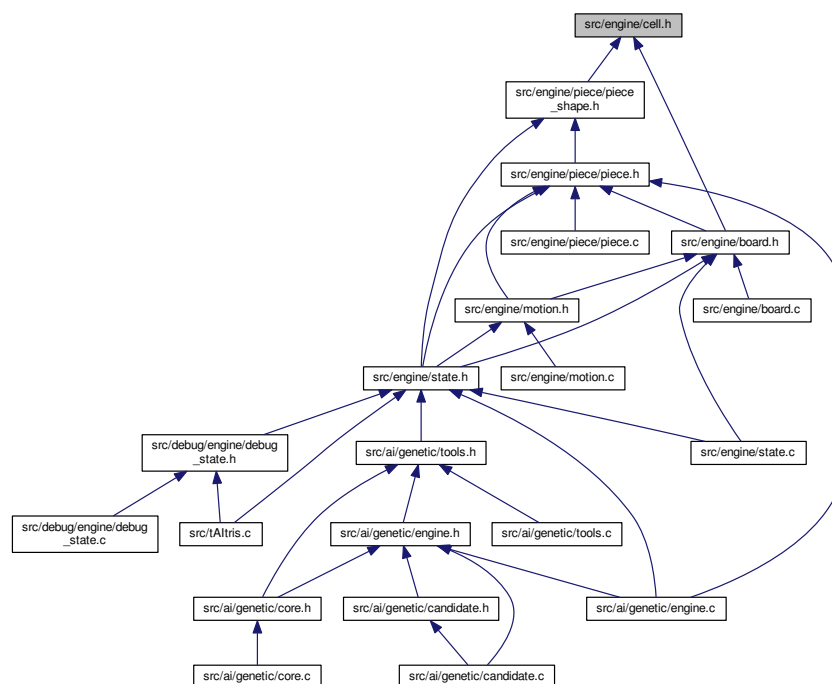 src/engine/cell.h
src/engine/piece/piece
_shape.h
src/engine/piece/piece.h
src/engine/piece/piece.c
src/engine/board.h
src/engine/motion.h
src/engine/board.c
src/engine/state.h
src/engine/motion.c
src/debug/engine/debug
_state.h
src/ai/genetic/tools.h
src/engine/state.c
src/debug/engine/debug
_state.c
src/tAItris.c
src/ai/genetic/engine.h
src/ai/genetic/tools.c
src/ai/genetic/core.h
src/ai/genetic/candidate.h
src/ai/genetic/engine.c
src/ai/genetic/core.c
src/ai/genetic/candidate.c